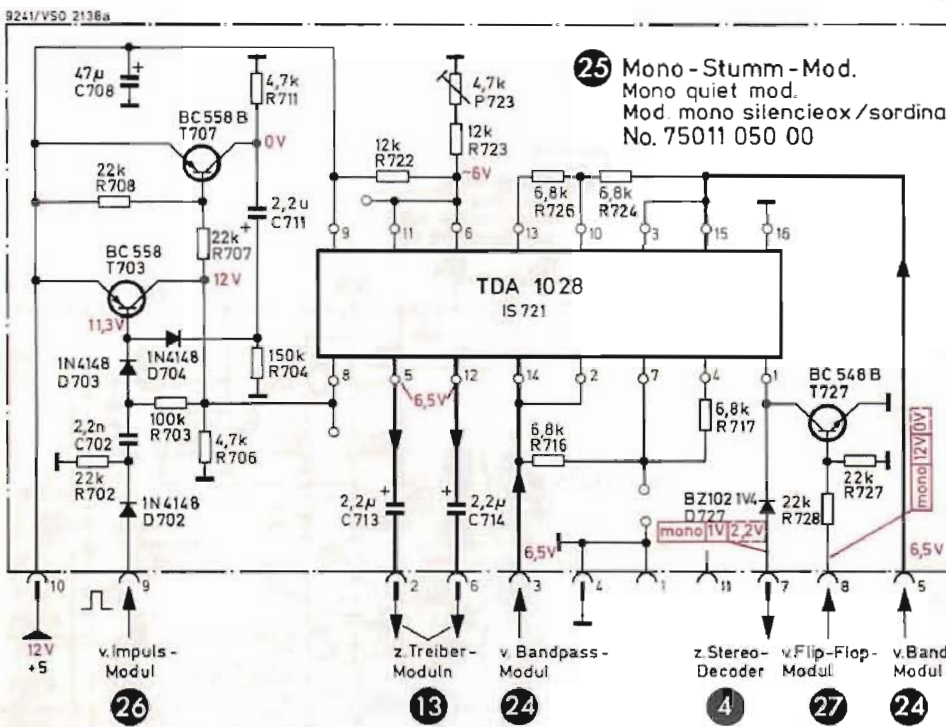 9241/VSO 2136a
25 Mono-Stumm-Mod.
Mono quiet mod.
Mod. mono silencieox/sordina
No. 75011 050 00
47µ
C708
+
4,7k
R711
BC 558 B
T707
0V
22k
R708
2,2u
C711
+
22k
R707
BC 558
T703
12V
11,3V
1N4148
D703
1N4148
D704
150k
R704
100k
R703
2,2n
C702
4,7k
R706
22k
R702
1N4148
D702
4,7k
P723
12k
R723
12k
R722
~6V
6,8k
R726
6,8k
R724
9 11 6 13 10 3 15 16
TDA 1028
IS 721
8 5 12 14 2 7 4 1
6,5V
6,8k
R716
6,8k
R717
BC 548 B
T727
22k
R727
22k
R728
BZ102 1V4
D727
mono 1V 2,2V
mono 12V 0V
2,2µ
C713
+
2,2µ
C714
+
6,5V
6,5V
10 9 2 6 3 4 1 11 7 8 5
12V
+5
v. Impuls-
Modul
26
z. Treiber-
Moduln
13
v. Bandpass-
Modul
24
z. Stereo-
Decoder
4
v. Flip-Flop-
Modul
27
v. Band
Modul
24